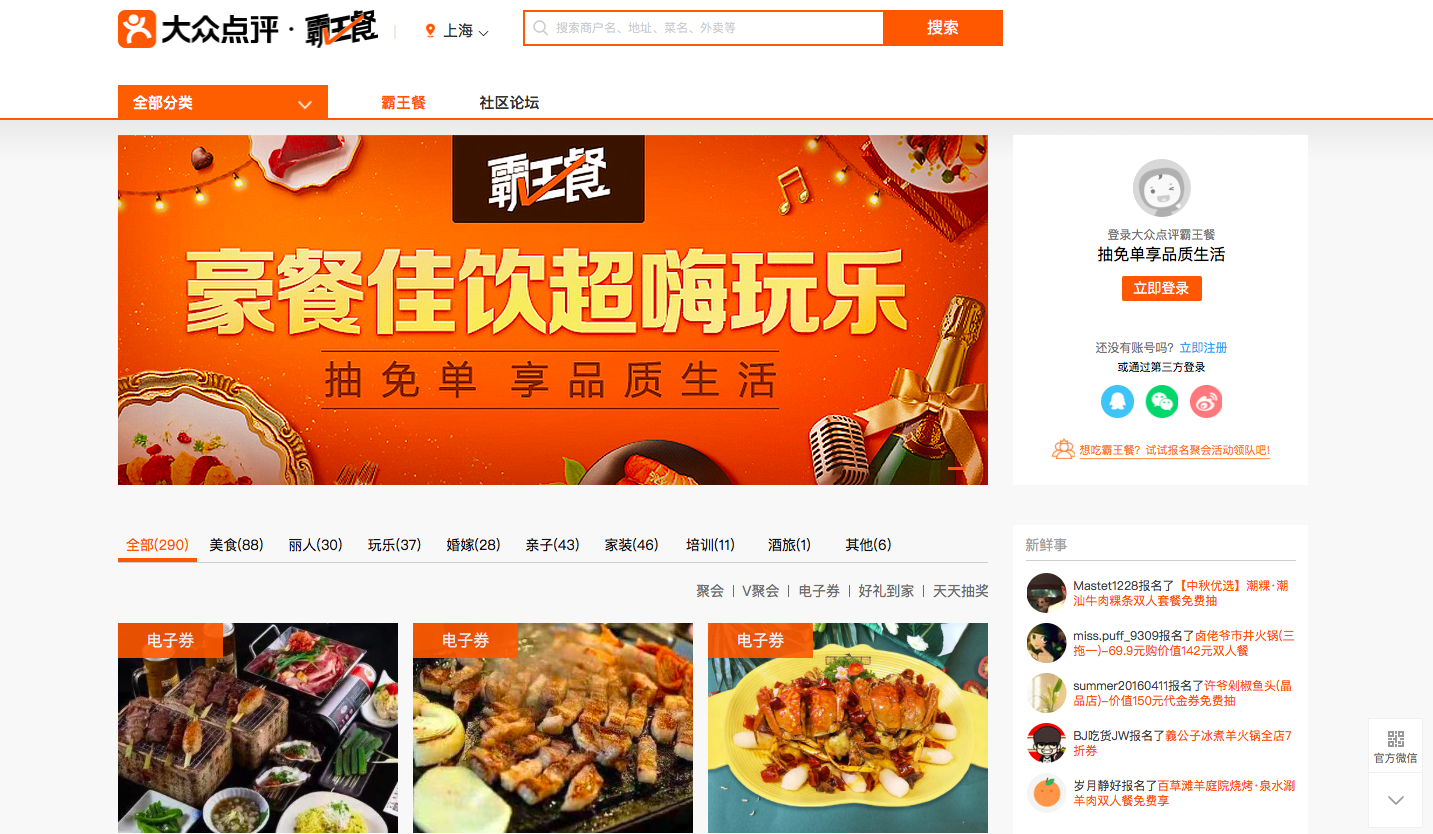 大众点评·霸王餐
上海
搜索商户名、地址、菜名、外卖等
搜索
全部分类
霸王餐
社区论坛
霸王餐
豪餐佳饮超嗨玩乐
抽免单 享品质生活
登录大众点评霸王餐
抽免单享品质生活
立即登录
还没有账号吗? 立即注册
或通过第三方登录
想吃霸王餐? 试试报名聚会活动领队吧!
全部(290) 美食(88) 丽人(30) 玩乐(37) 婚嫁(28) 亲子(43) 家装(46) 培训(11) 酒旅(1) 其他(6)
聚会 | V聚会 | 电子券 | 好礼到家 | 天天抽奖
电子券
电子券
电子券
新鲜事
Mastet1228报名了【中秋优选】潮粿·潮
汕牛肉粿条双人套餐免费抽
miss.puff_9309报名了卤佬爷市井火锅(三
拖一)–69.9元购价值142元双人餐
summer20160411报名了许爷剁椒鱼头(晶
品店)–价值150元代金券免费抽
BJ吃货JW报名了義公子冰煮羊火锅全店7
折券
岁月静好报名了百草滩羊庭院烧烤·泉水涮
羊肉双人餐免费享
官方微信